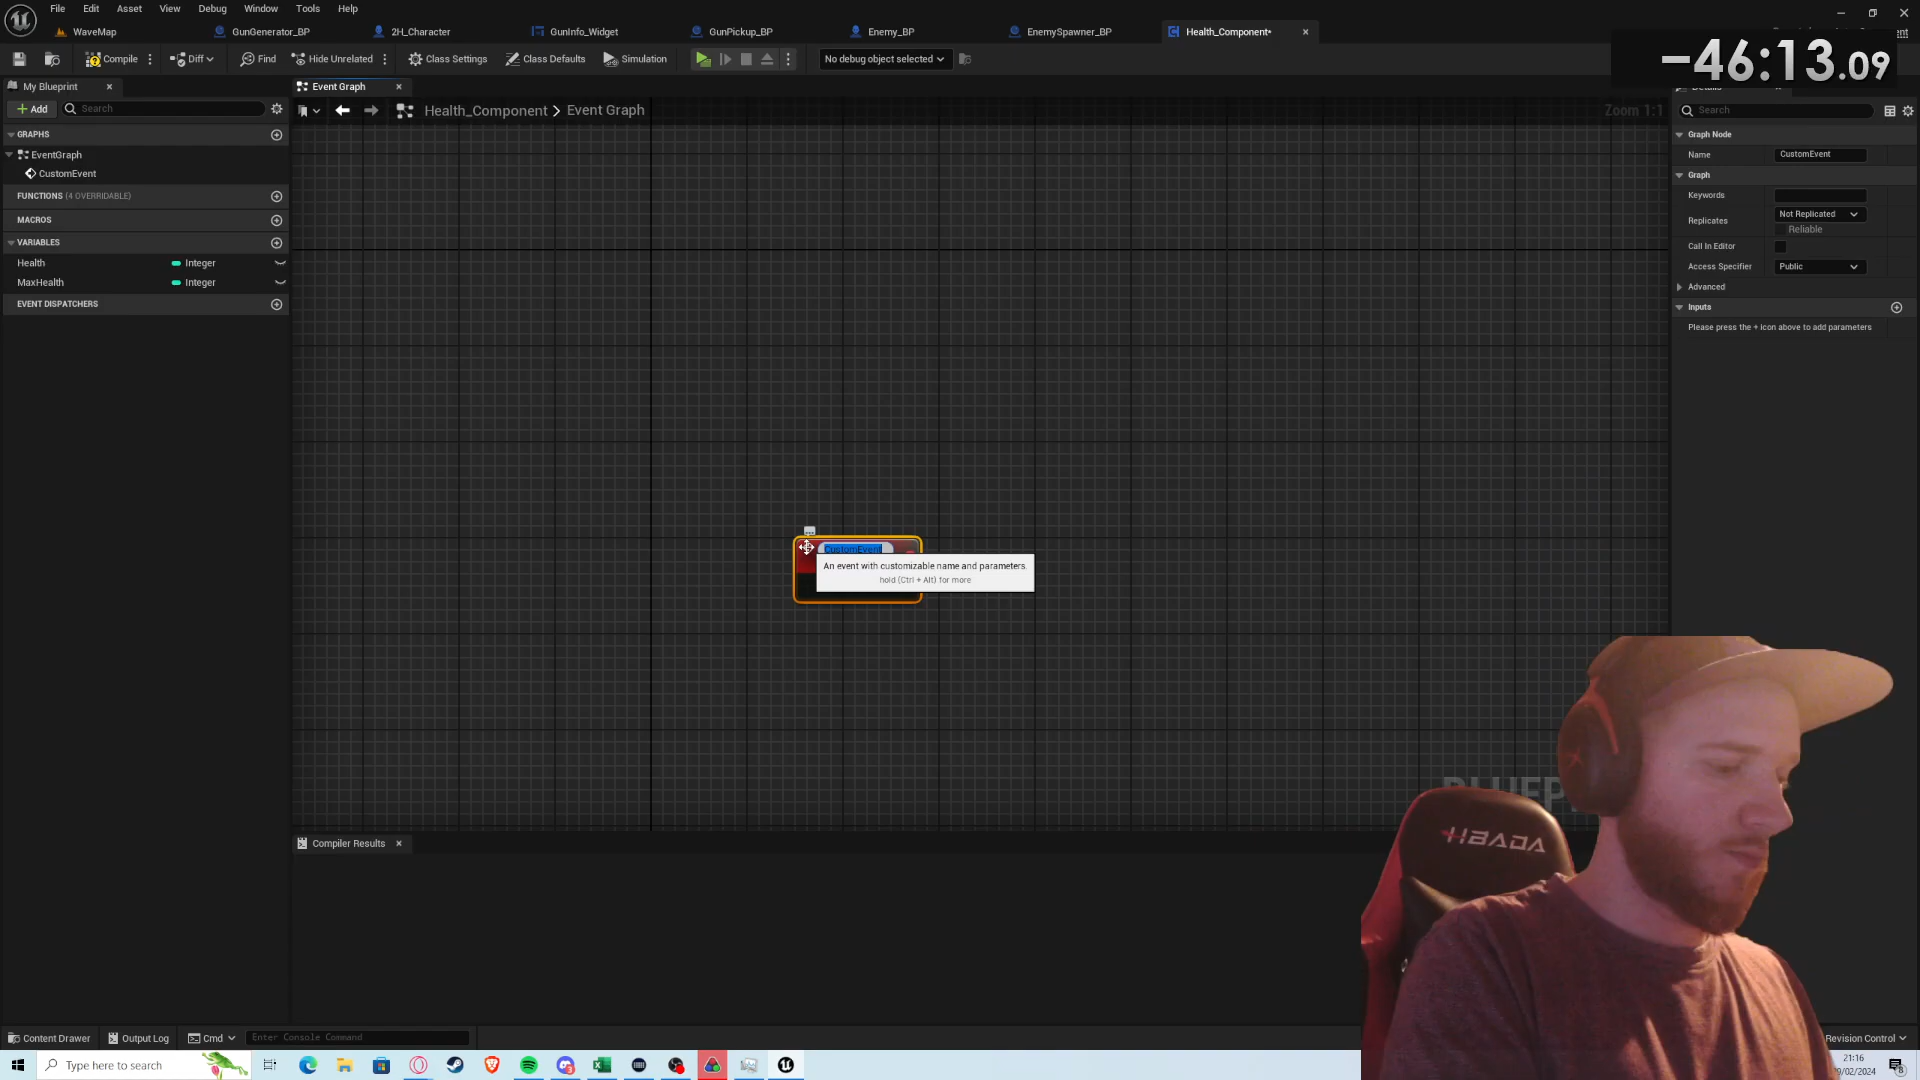 File Edit Asset View Debug Window Tools Help
WaveMap GunGenerator_BP 2H_Character GunInfo_Widget GunPickup_BP Enemy_BP EnemySpawner_BP Health_Component*
-46:13.09
Compile Diff Find Hide Unrelated Class Settings Class Defaults Simulation No debug object selected
My Blueprint Event Graph
Add Search Health_Component > Event Graph Zoom 1:1 Search
GRAPHS
EventGraph
CustomEvent
FUNCTIONS (4 OVERRIDABLE)
MACROS
VARIABLES
Health Integer
MaxHealth Integer
EVENT DISPATCHERS
CustomEvent
An event with customizable name and parameters.
hold (Ctrl + Alt) for more
Graph Node
Name CustomEvent
Graph
Keywords
Replicates Not Replicated
Reliable
Call In Editor
Access Specifier Public
Advanced
Inputs
Please press the + icon above to add parameters
Compiler Results
HBADA
Content Drawer Output Log Cmd Enter Console Command Revision Control
Type here to search
21:16